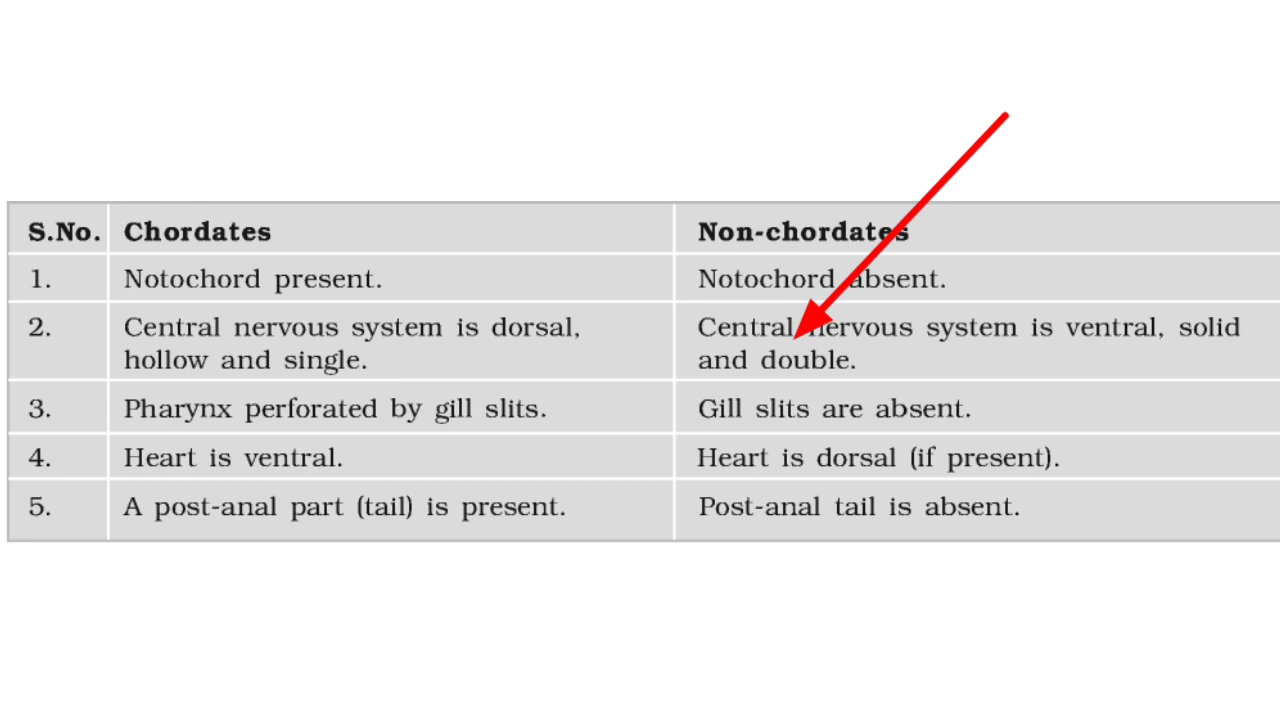 S.No. Chordates Non-chordates
1. Notochord present. Notochord absent.
2. Central nervous system is dorsal, Central nervous system is ventral, solid
hollow and single. and double.
3. Pharynx perforated by gill slits. Gill slits are absent.
4. Heart is ventral. Heart is dorsal (if present).
5. A post-anal part (tail) is present. Post-anal tail is absent.